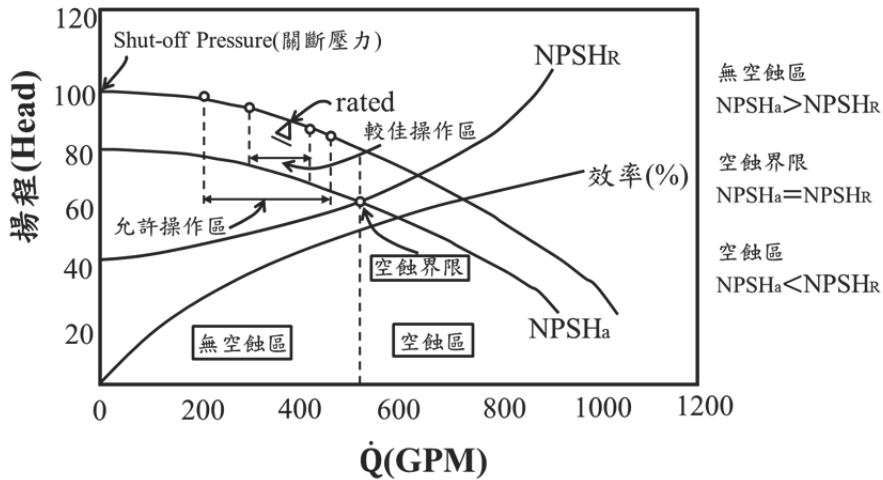 120
100
80
60
40
20
揚程(Head)
Shut-off Pressure(關斷壓力)
rated
較佳操作區
允許操作區
NPSHR
效率(%)
空蝕界限
NPSHa
無空蝕區
空蝕區
0
200
400
600
800
1000
1200
Q̇(GPM)
無空蝕區
NPSHa>NPSHR
空蝕界限
NPSHa=NPSHR
空蝕區
NPSHa<NPSHR